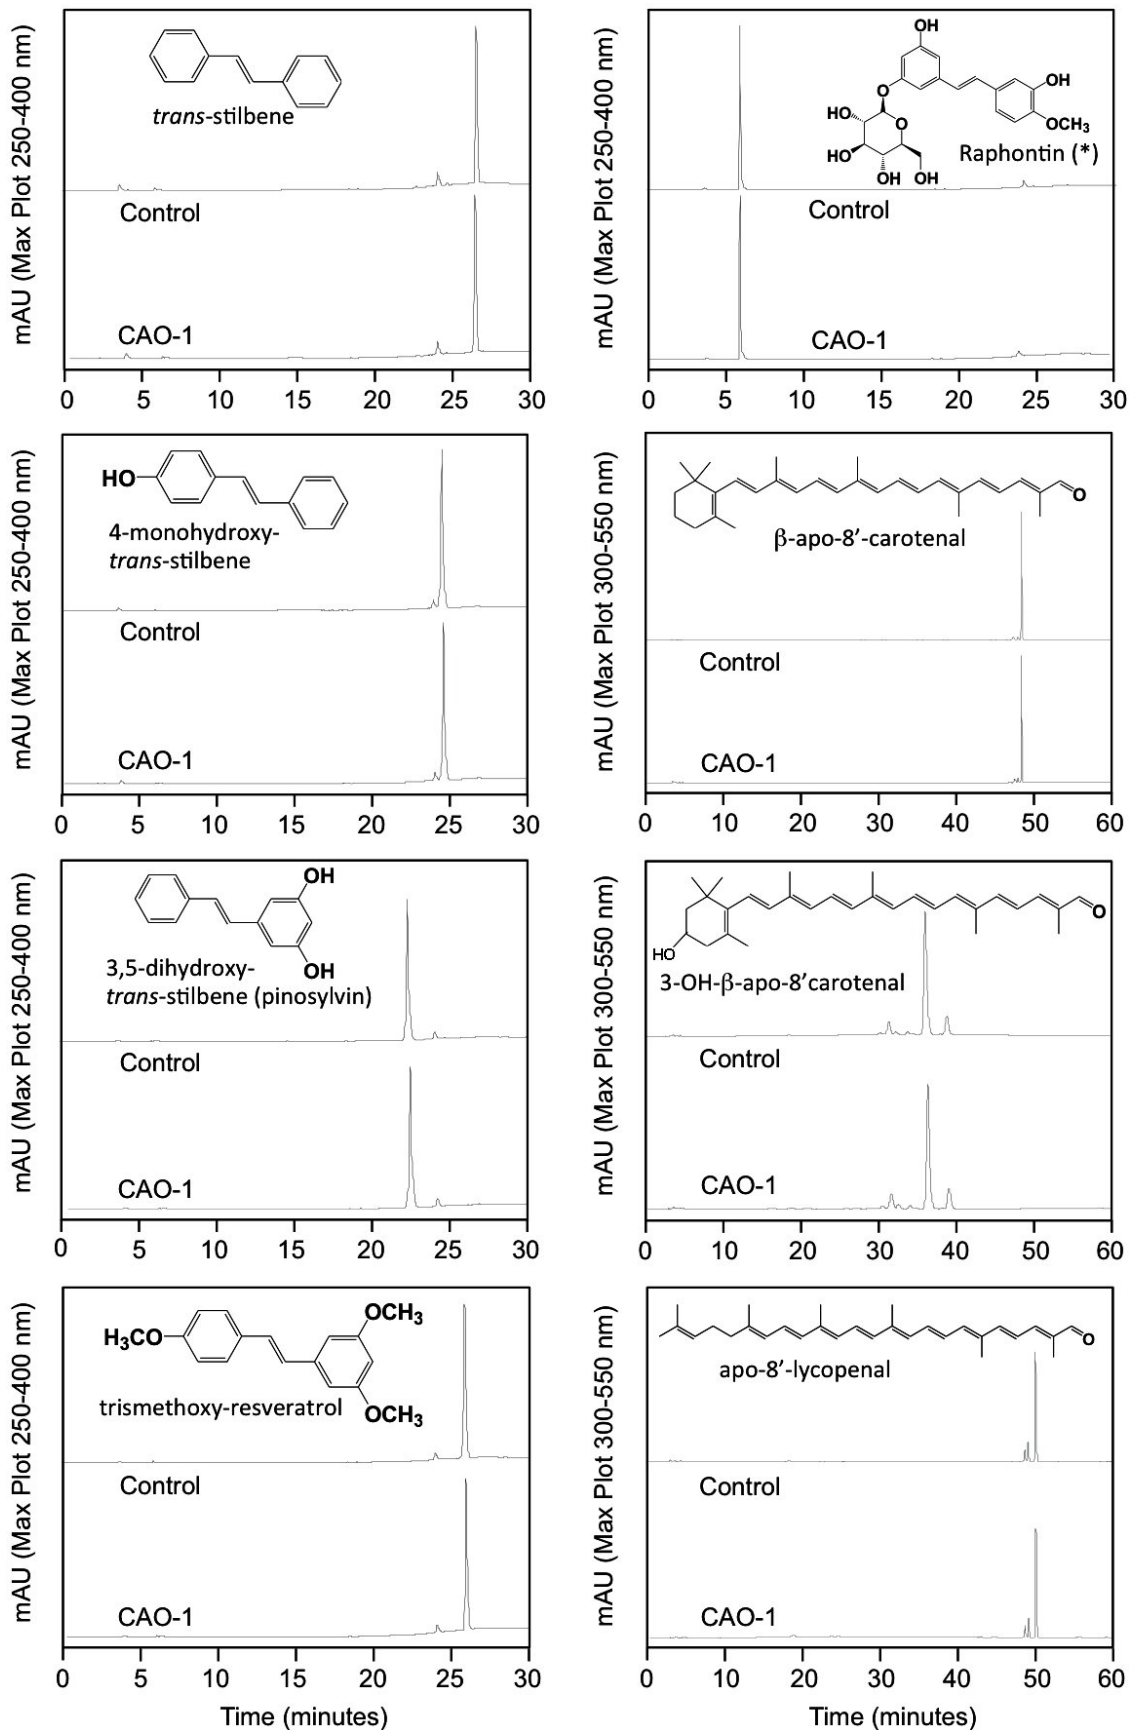 mAU (Max Plot 250-400 nm)
trans-stilbene
Control
CAO-1
0 5 10 15 20 25 30
mAU (Max Plot 250-400 nm)
OH
OH
OCH3
O
O
HO
HO
OH
OH
Raphontin (*)
Control
CAO-1
0 5 10 15 20 25 30
mAU (Max Plot 250-400 nm)
HO
4-monohydroxy-
trans-stilbene
Control
CAO-1
0 5 10 15 20 25 30
mAU (Max Plot 300-550 nm)
O
β-apo-8’-carotenal
Control
CAO-1
0 10 20 30 40 50 60
mAU (Max Plot 250-400 nm)
OH
OH
3,5-dihydroxy-
trans-stilbene (pinosylvin)
Control
CAO-1
0 5 10 15 20 25 30
mAU (Max Plot 300-550 nm)
O
HO
3-OH-β-apo-8’carotenal
Control
CAO-1
0 10 20 30 40 50 60
mAU (Max Plot 250-400 nm)
OCH3
H3CO
OCH3
trismethoxy-resveratrol
Control
CAO-1
0 5 10 15 20 25 30
Time (minutes)
mAU (Max Plot 300-550 nm)
O
apo-8’-lycopenal
Control
CAO-1
0 10 20 30 40 50 60
Time (minutes)